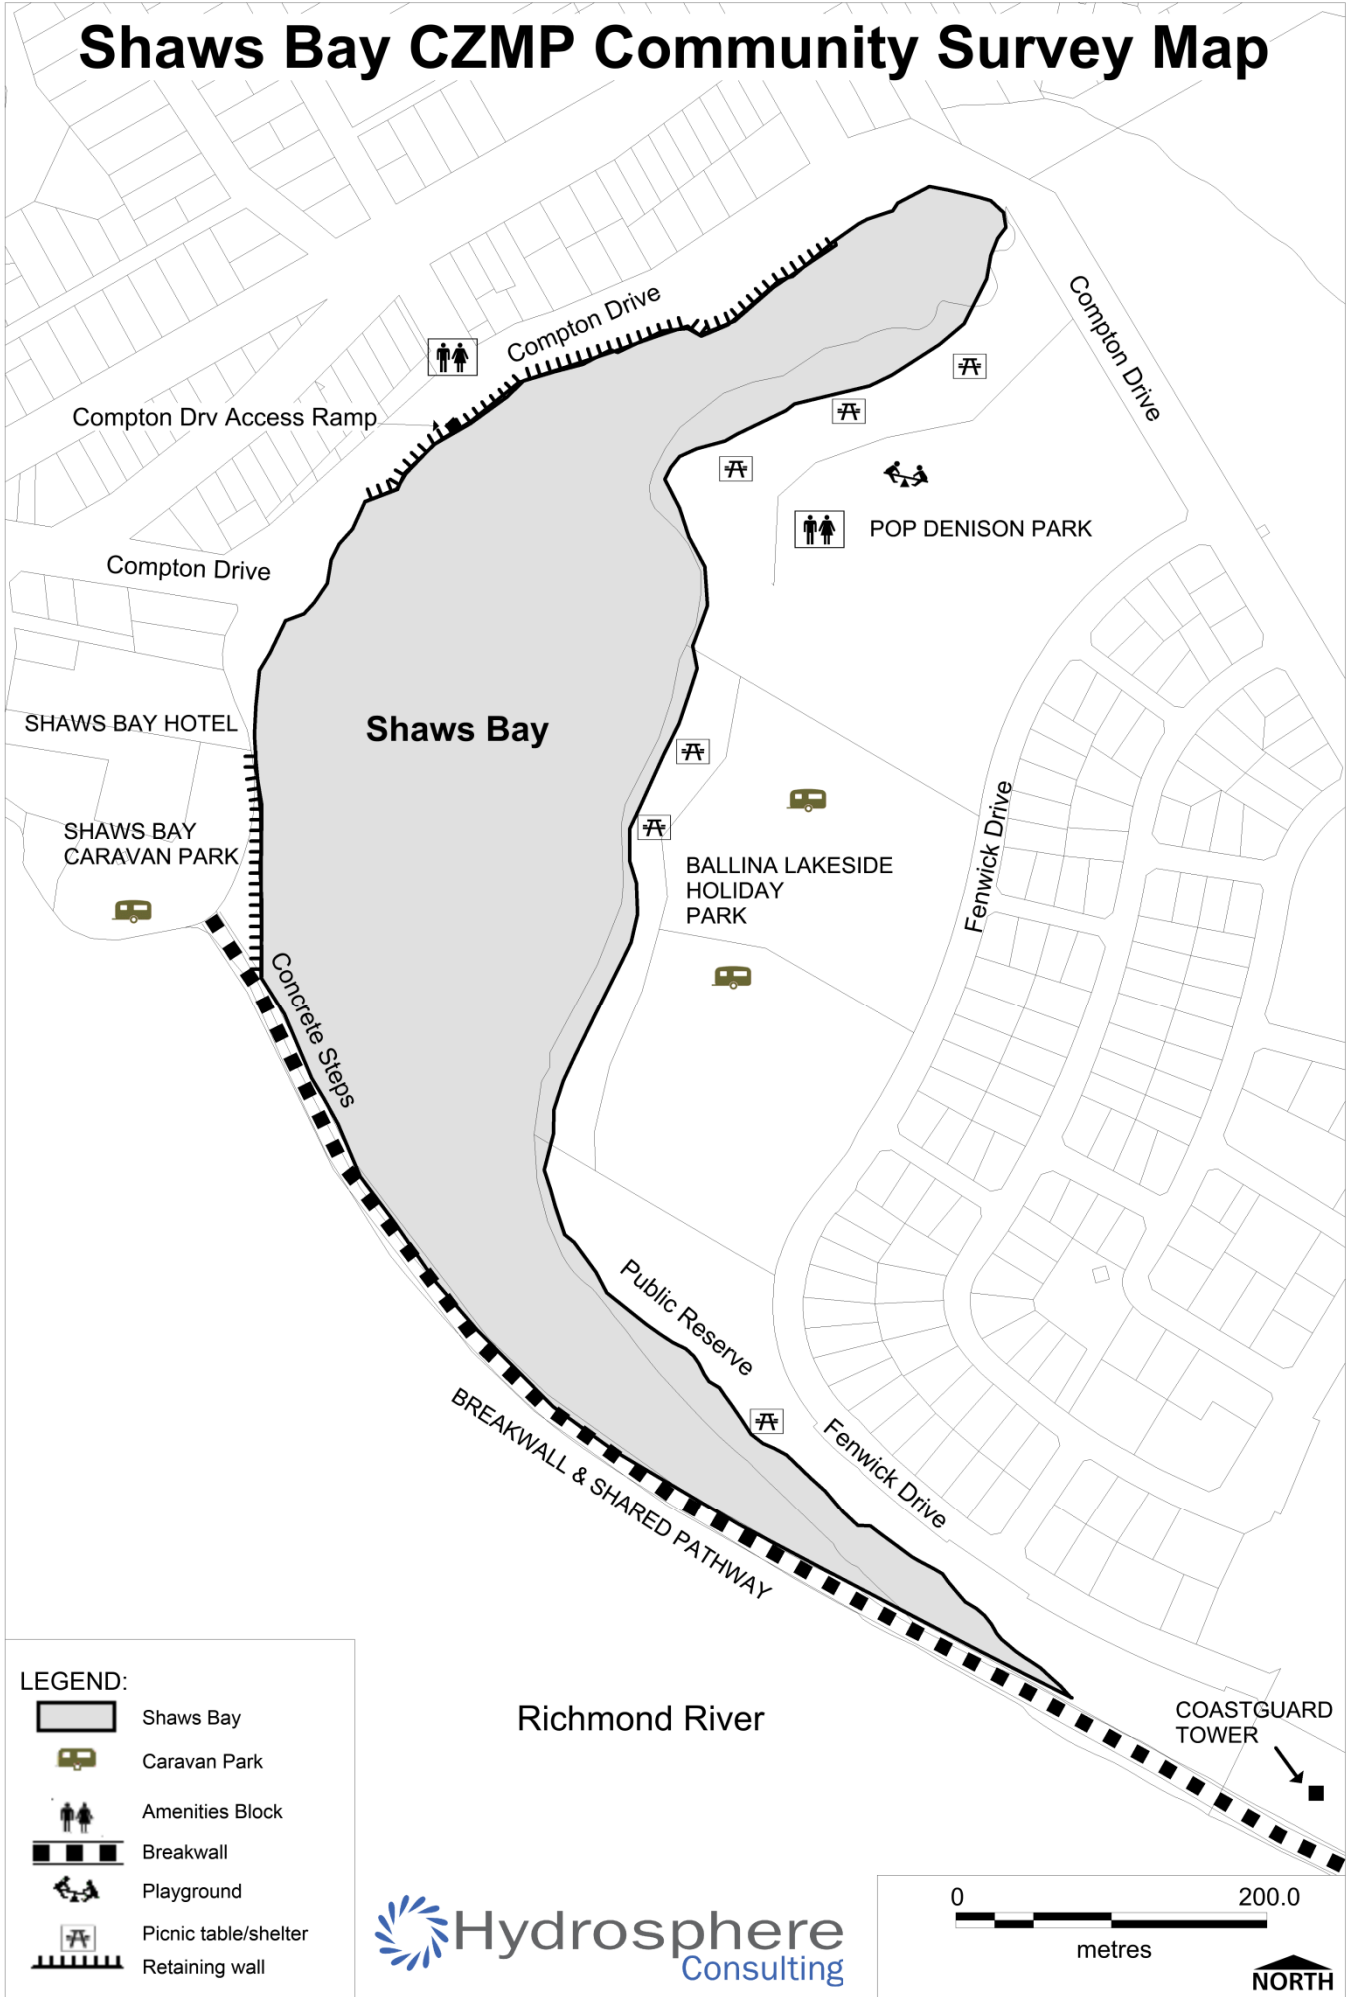 Shaws Bay CZMP Community Survey Map
Compton Drive
Compton Drive
Compton Drv Access Ramp
POP DENISON PARK
Compton Drive
SHAWS BAY HOTEL
Shaws Bay
SHAWS BAY
CARAVAN PARK
Fenwick Drive
BALLINA LAKESIDE
HOLIDAY
PARK
Concrete Steps
Public Reserve
BREAKWALL & SHARED PATHWAY
Fenwick Drive
Richmond River
COASTGUARD
TOWER
LEGEND:
Shaws Bay
Caravan Park
Amenities Block
Breakwall
Playground
Picnic table/shelter
Retaining wall
Hydrosphere
Consulting
0 200.0
metres
NORTH